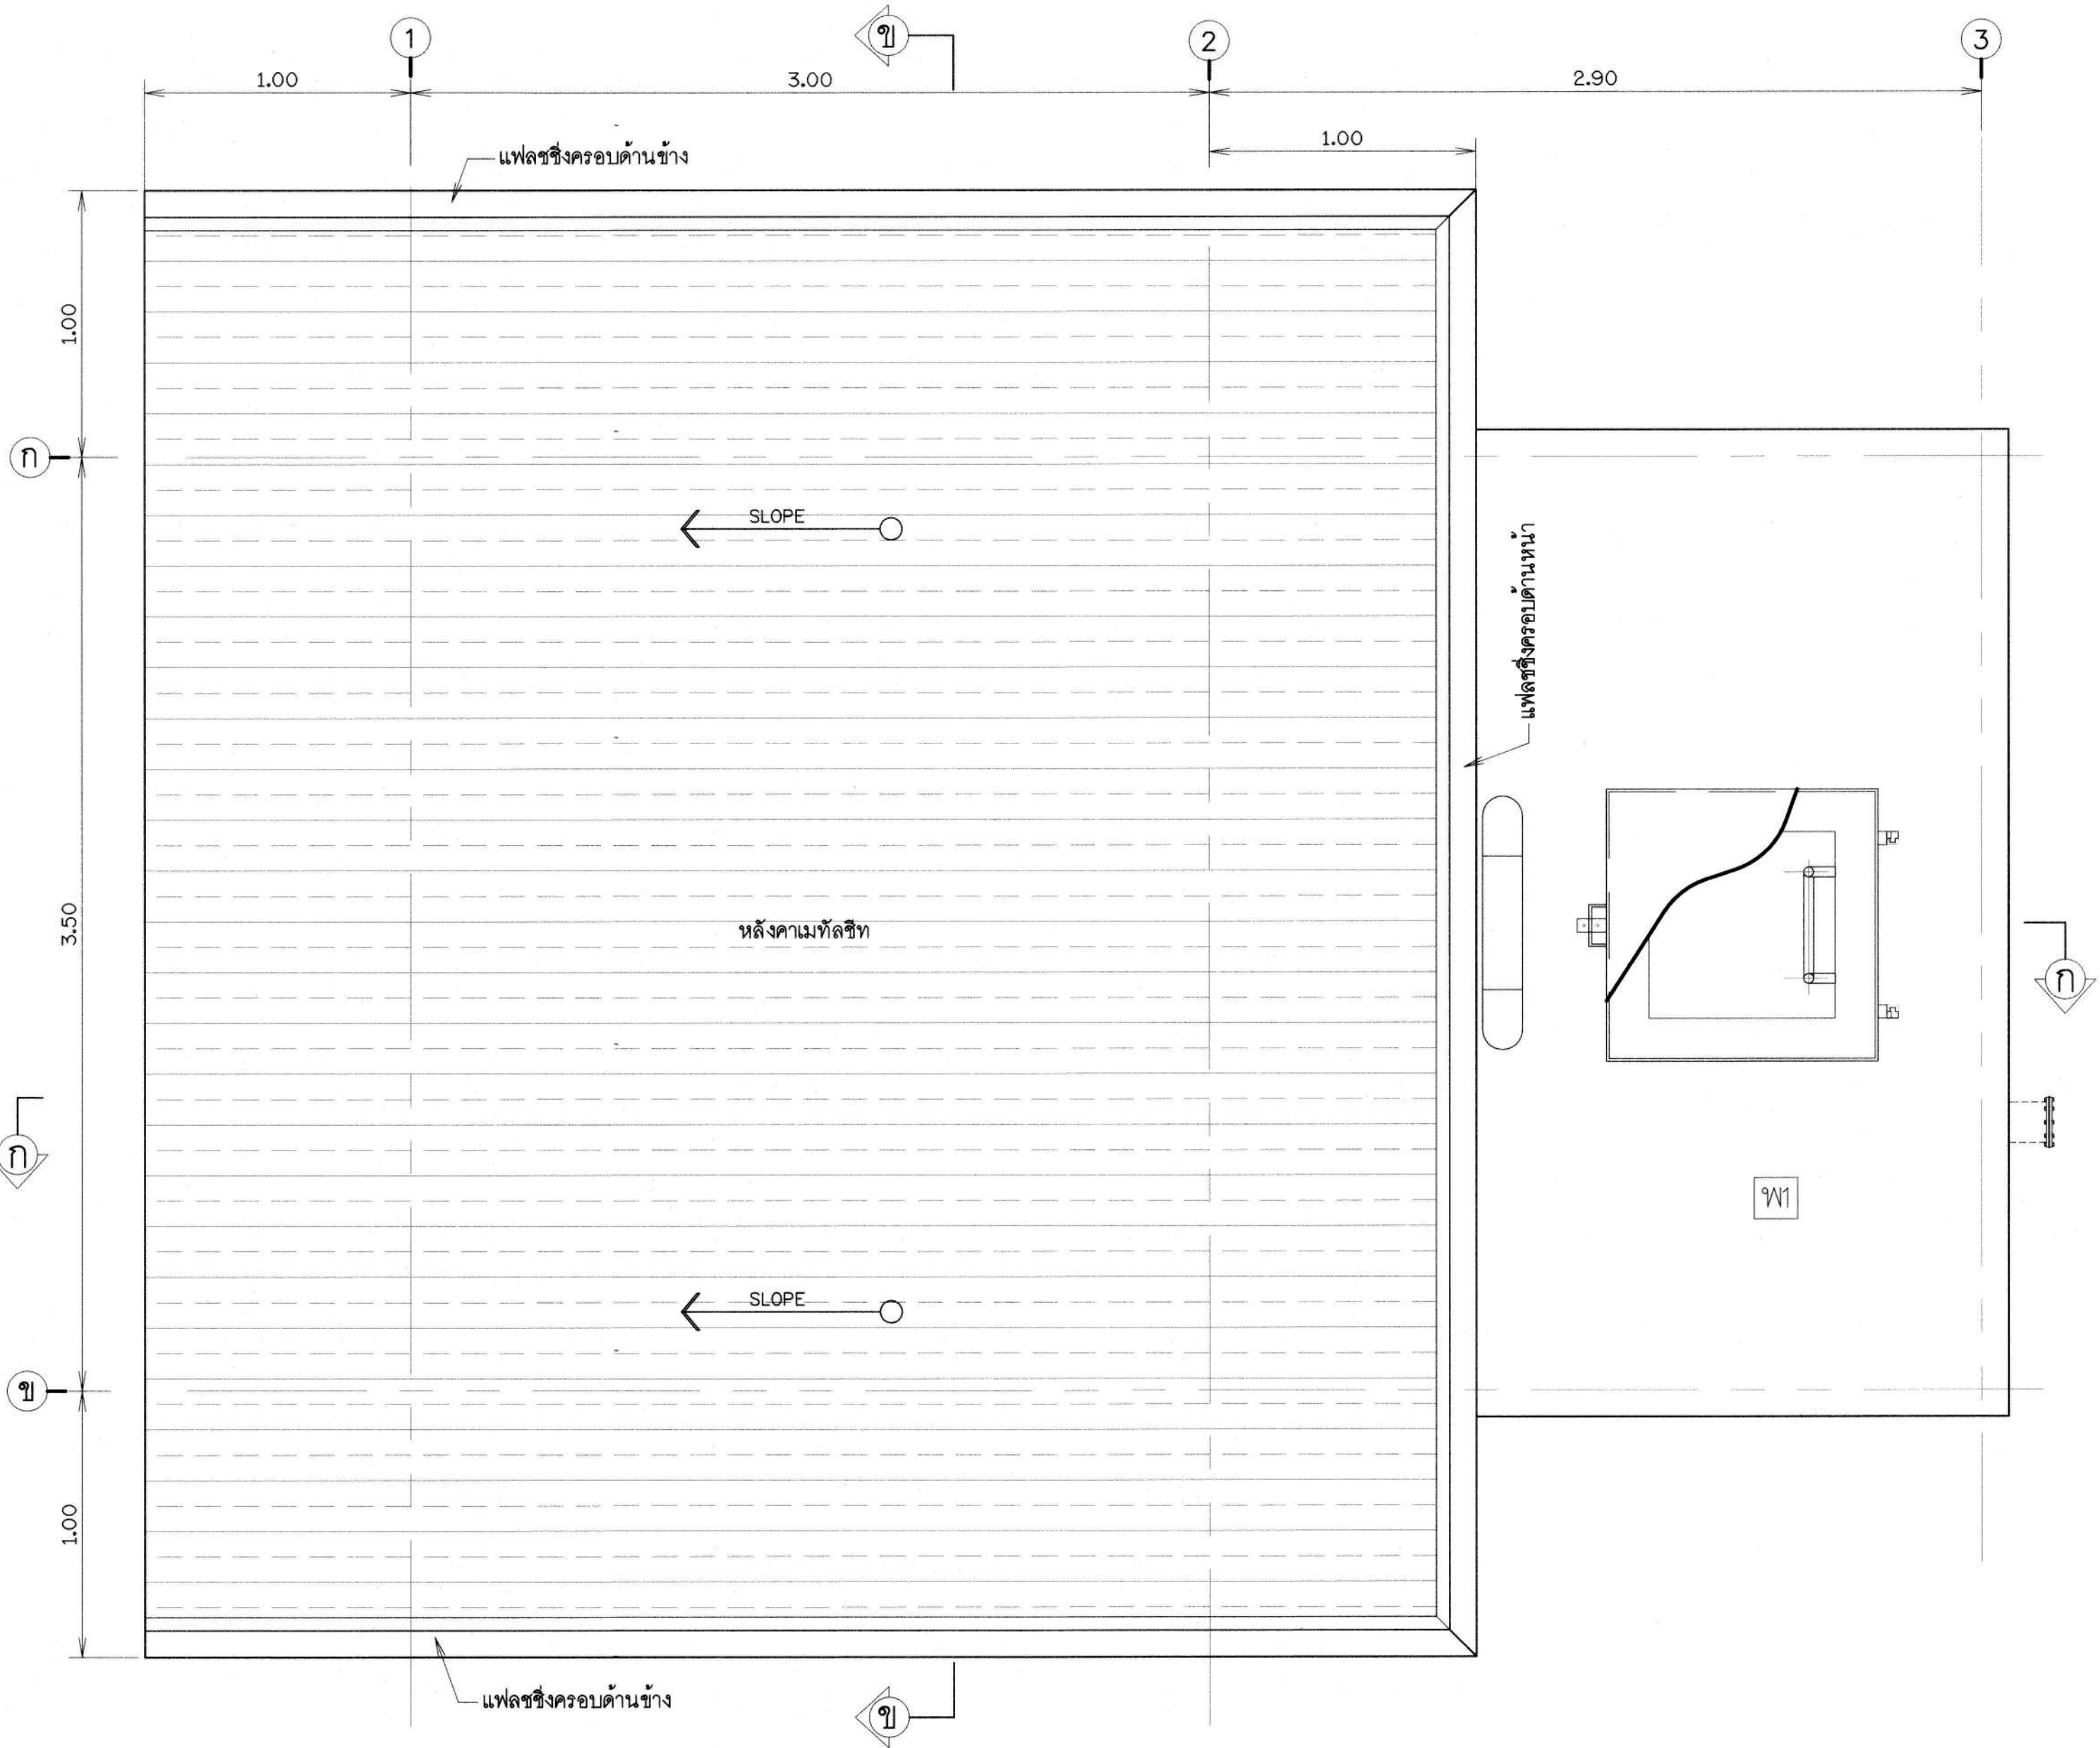 1
ข
2
3
1.00
3.00
2.90
1.00
แฟลชชิ่งครอบด้านข้าง
1.00
ก
SLOPE
แฟลชชิ่งครอบด้านหน้า
3.50
หลังคาเมทัลชีท
ก
ก
พ1
SLOPE
ข
1.00
แฟลชชิ่งครอบด้านข้าง
ข